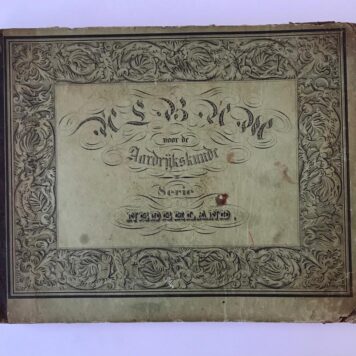 ALBUM
voor de
Aardrijkskunde
Serie
NEDERLAND.